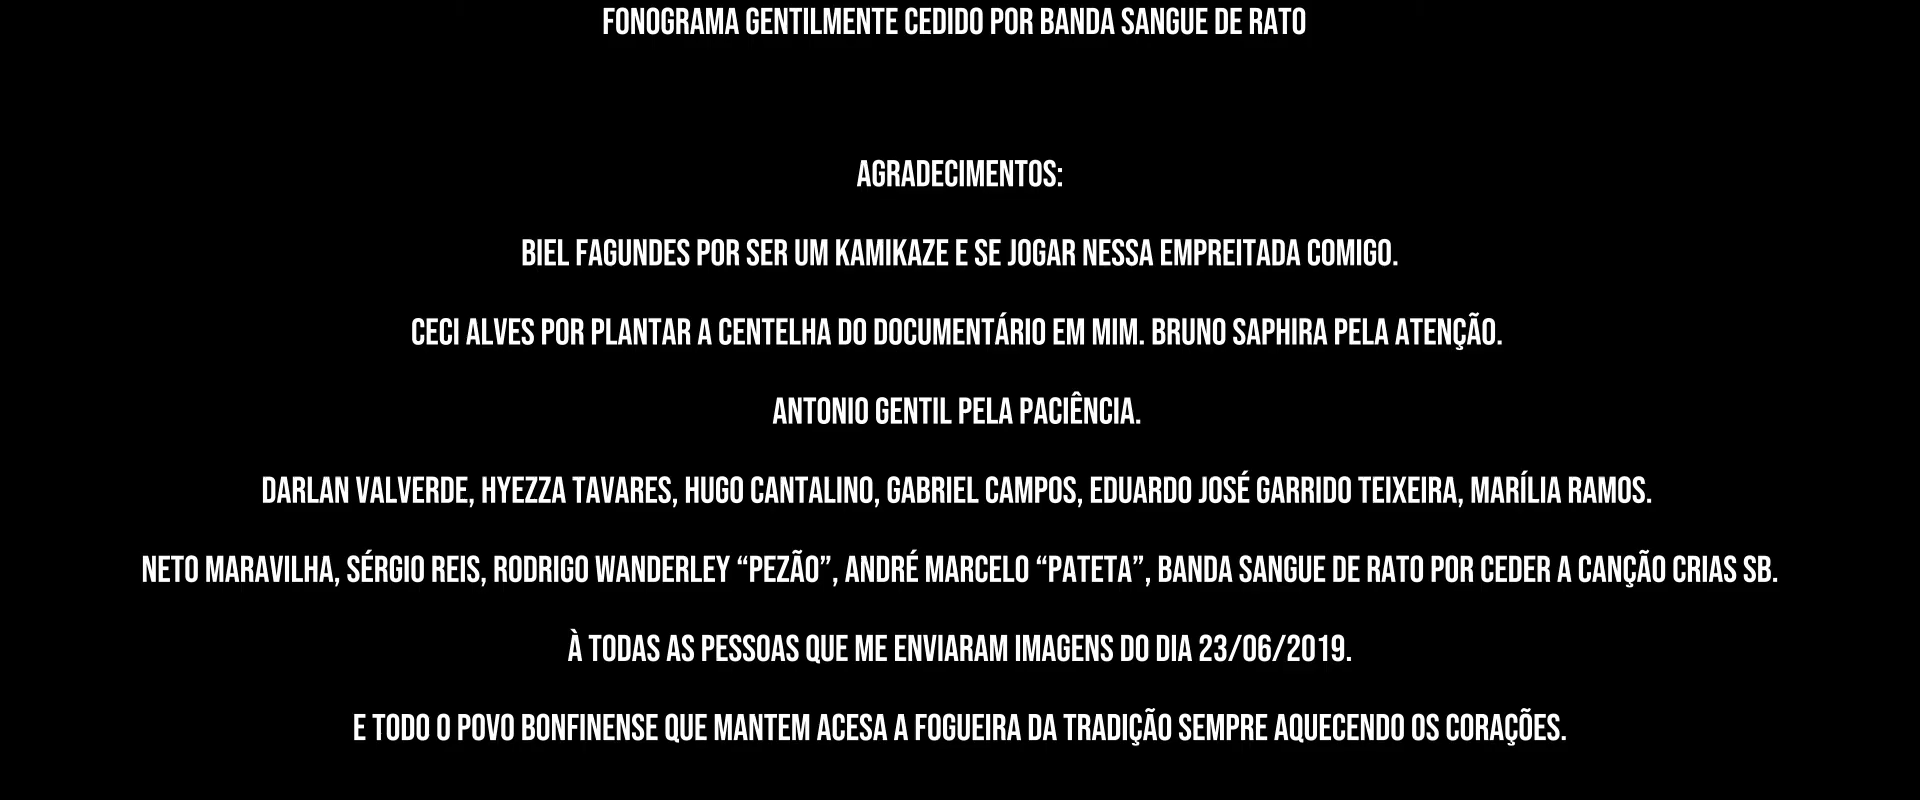 FONOGRAMA GENTILMENTE CEDIDO POR BANDA SANGUE DE RATO
AGRADECIMENTOS:
BIEL FAGUNDES POR SER UM KAMIKAZE E SE JOGAR NESSA EMPREITADA COMIGO.
CECI ALVES POR PLANTAR A CENTELHA DO DOCUMENTÁRIO EM MIM. BRUNO SAPHIRA PELA ATENÇÃO.
ANTONIO GENTIL PELA PACIÊNCIA.
DARLAN VALVERDE, HYEZZA TAVARES, HUGO CANTALINO, GABRIEL CAMPOS, EDUARDO JOSÉ GARRIDO TEIXEIRA, MARÍLIA RAMOS.
NETO MARAVILHA, SÉRGIO REIS, RODRIGO WANDERLEY “PEZÃO”, ANDRÉ MARCELO “PATETA”, BANDA SANGUE DE RATO POR CEDER A CANÇÃO CRIAS SB.
À TODAS AS PESSOAS QUE ME ENVIARAM IMAGENS DO DIA 23/06/2019.
E TODO O POVO BONFINENSE QUE MANTEM ACESA A FOGUEIRA DA TRADIÇÃO SEMPRE AQUECENDO OS CORAÇÕES.